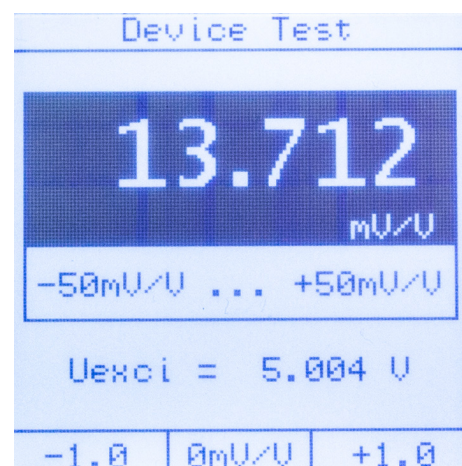 Device Test
13.712
mV/V
-50mV/V ... +50mV/V
Uexci = 5.004 V
-1.0 0mV/V +1.0